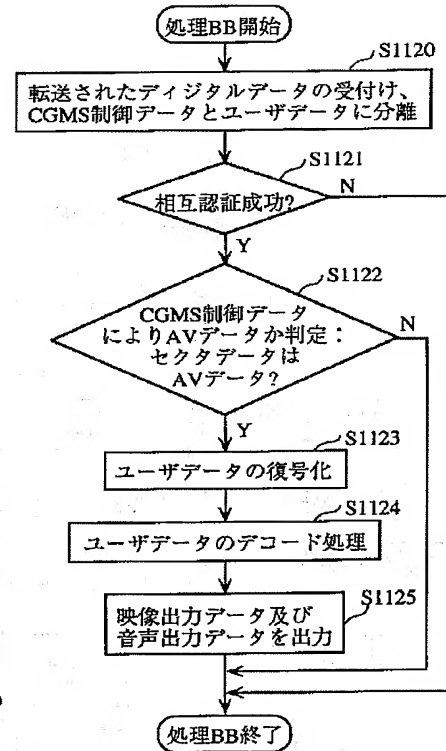 処理BB開始
S1120
転送されたディジタルデータの受付け、
CGMS制御データとユーザデータに分離
S1121
相互認証成功?
N
Y
S1122
CGMS制御データ
によりAVデータか判定：
セクタデータは
AVデータ?
N
Y
S1123
ユーザデータの復号化
S1124
ユーザデータのデコード処理
S1125
映像出力データ及び
音声出力データを出力
処理BB終了